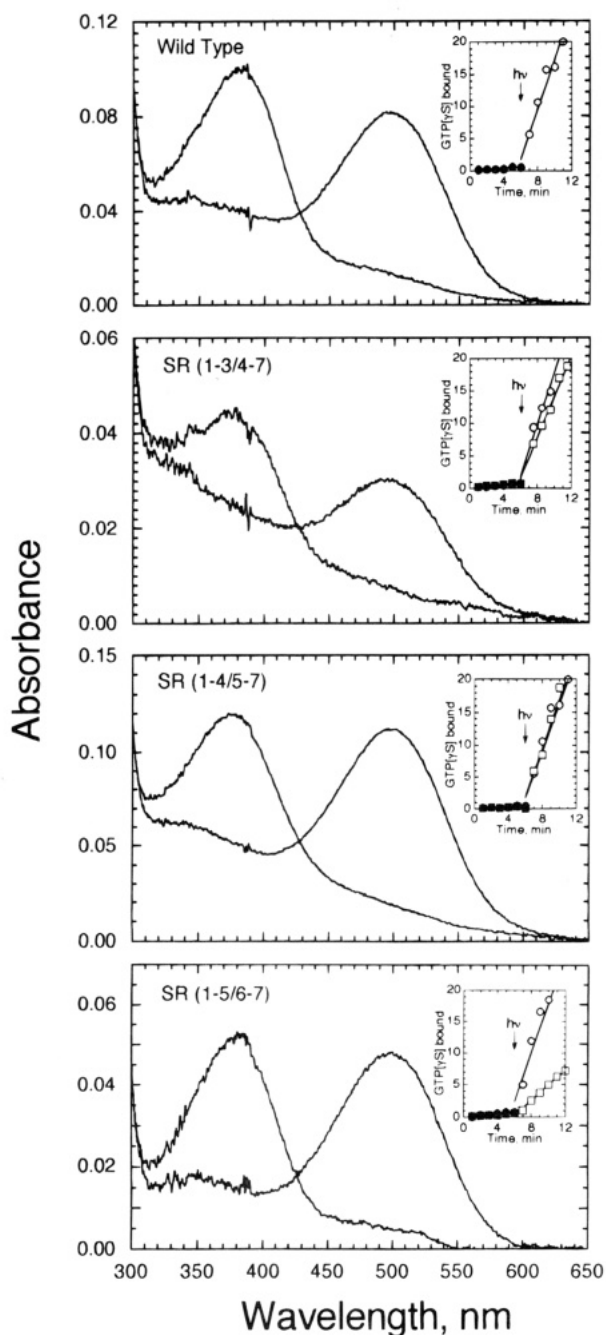 Absorbance
Wild Type
0.12
0.08
0.04
0.00
GTP[γS] bound
20
15
10
5
0
hν
0 4 8 12
Time, min
SR (1-3/4-7)
0.06
0.04
0.02
0.00
GTP[γS] bound
20
15
10
5
0
hν
0 4 8 12
Time, min
SR (1-4/5-7)
0.15
0.10
0.05
0.00
GTP[γS] bound
20
15
10
5
0
hν
0 4 8 12
Time, min
SR (1-5/6-7)
0.06
0.04
0.02
0.00
GTP[γS] bound
20
15
10
5
0
hν
0 4 8 12
Time, min
300 350 400 450 500 550 600 650
Wavelength, nm